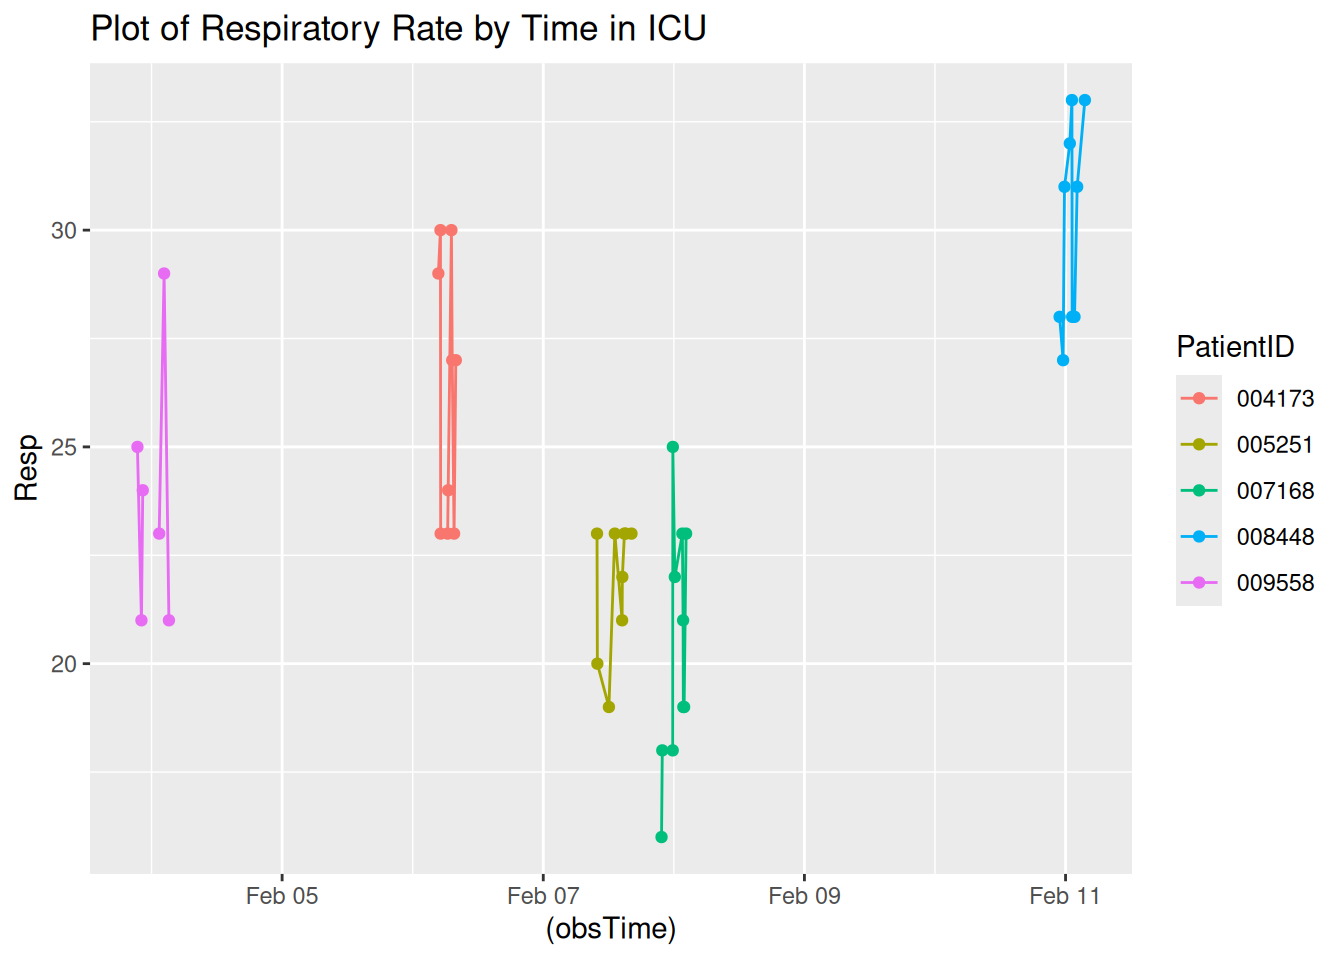 Plot of Respiratory Rate by Time in ICU
30
25
20
Resp
Feb 05
Feb 07
Feb 09
Feb 11
(obsTime)
PatientID
004173
005251
007168
008448
009558